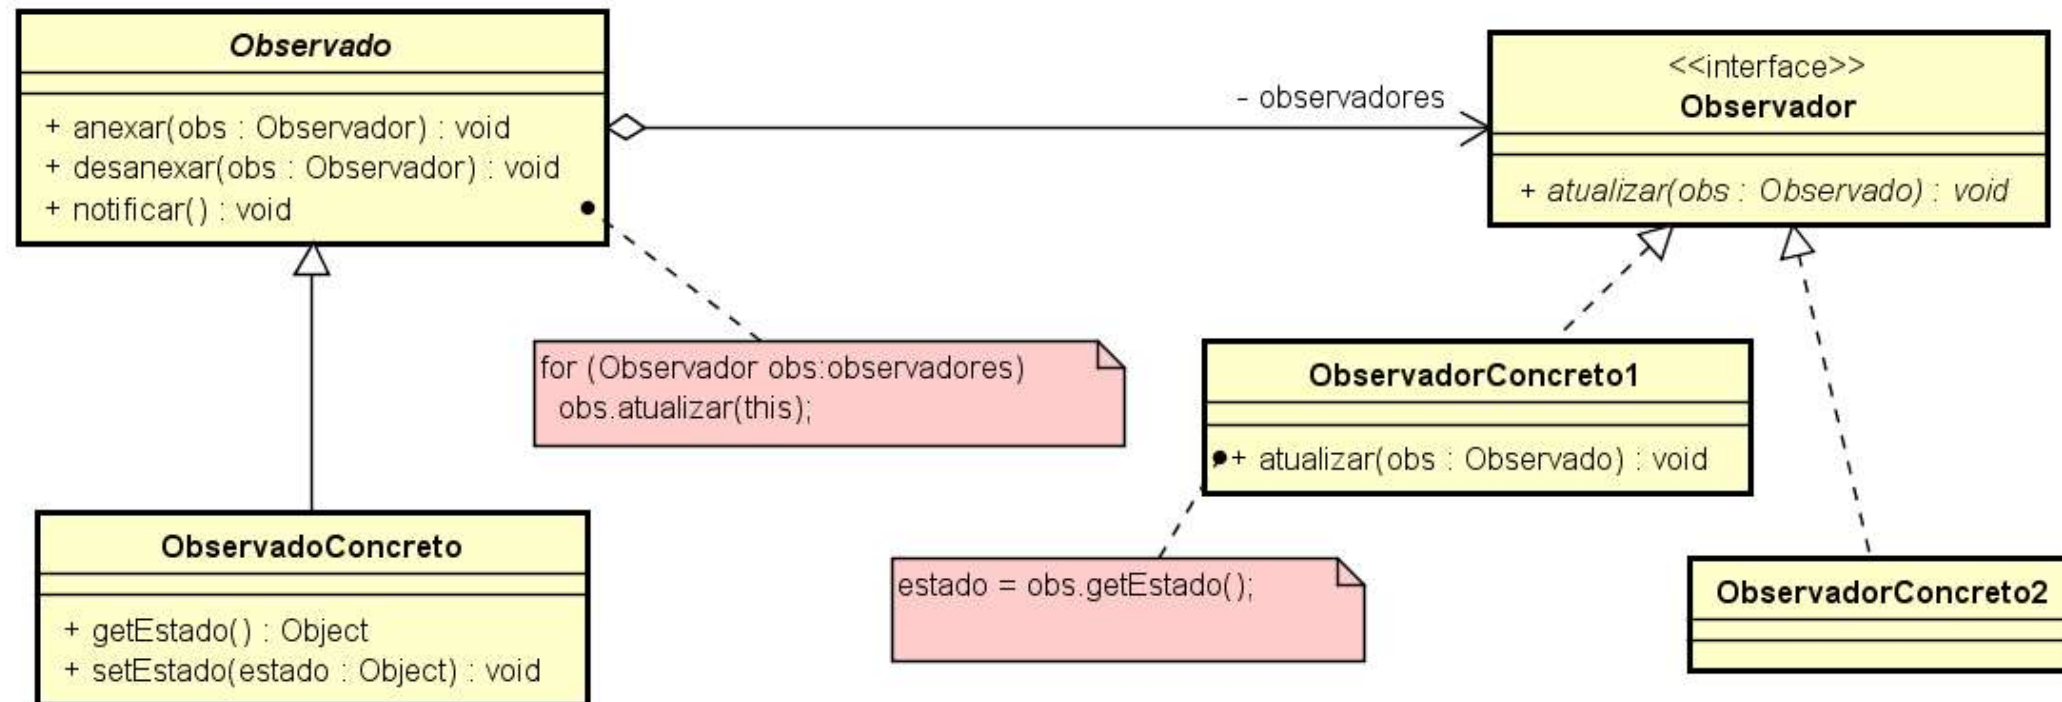 Observado
+ anexar(obs : Observador) : void
+ desanexar(obs : Observador) : void
+ notificar() : void
- observadores
<<interface>>
Observador
+ atualizar(obs : Observado) : void
for (Observador obs:observadores)
obs.atualizar(this);
ObservadorConcreto1
+ atualizar(obs : Observado) : void
ObservadoConcreto
+ getEstado() : Object
+ setEstado(estado : Object) : void
estado = obs.getEstado();
ObservadorConcreto2